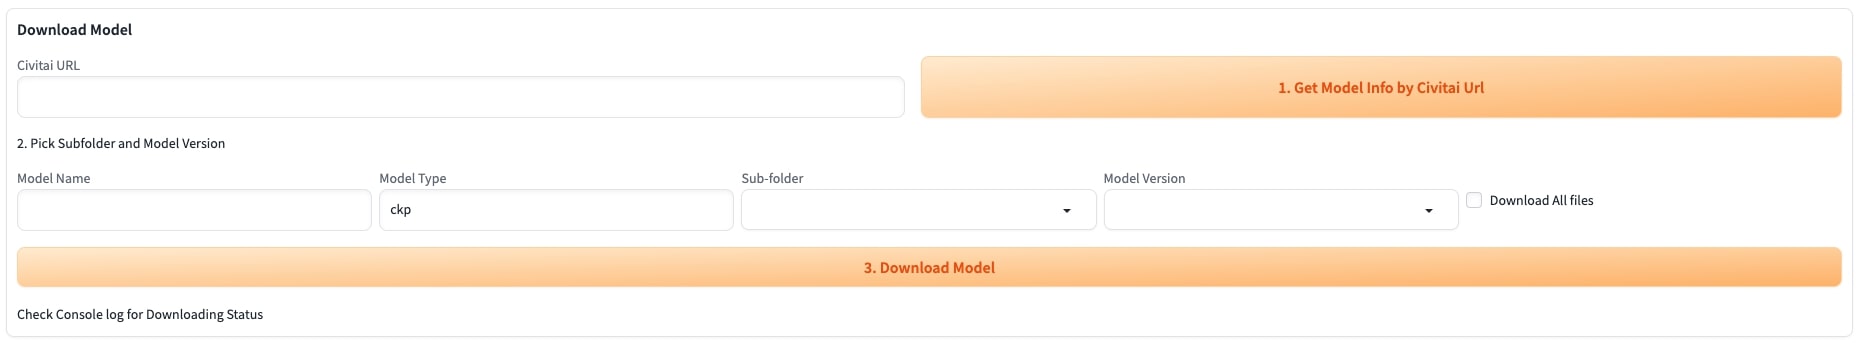 Download Model
Civitai URL
1. Get Model Info by Civitai Url
2. Pick Subfolder and Model Version
Model Name
Model Type
Sub-folder
Model Version
ckp
Download All files
3. Download Model
Check Console log for Downloading Status